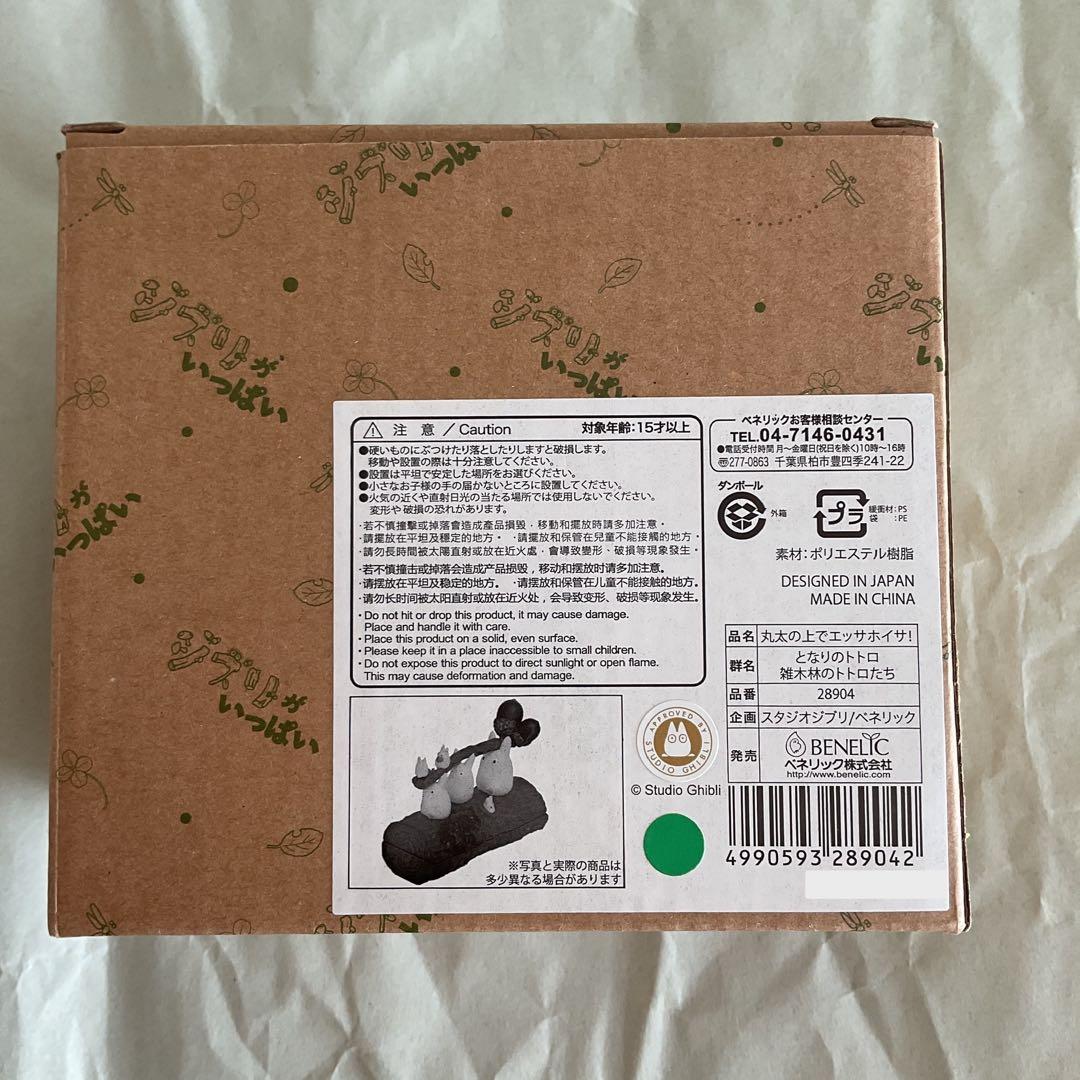 ジブリが
いっぱい
ジブリが
いっぱい
ジブリが
いっぱい
ジブリが
いっぱい
ジブリが
いっぱい
⚠ 注 意 / Caution 対象年齢:15才以上
●硬いものにぶつけたり落としたりしますと破損します。
移動や設置の際は十分注意してください。
●設置は平坦で安定した場所をお選びください。
●小さなお子様の手の届かないところに設置してください。
●火気の近くや直射日光の当たる場所では使用しないでください。
変形や破損の恐れがあります。
·若不慎撞擊或掉落會造成產品損毀，移動和擺放時請多加注意。
·請擺放在平坦及穩定的地方。 ·請擺放和保管在兒童不能接觸的地方。
·請勿長時間被太陽直射或放在近火處，會導致變形、破損等現象發生。
·若不慎撞击或掉落会造成产品损毁，移动和摆放时请多加注意。
·请摆放在平坦及稳定的地方。 ·请摆放和保管在儿童不能接触的地方。
·请勿长时间被太阳直射或放在近火处，会导致变形、破损等现象发生。
・Do not hit or drop this product, it may cause damage.
Place and handle it with care.
・Place this product on a solid, even surface.
・Please keep it in a place inaccessible to small children.
・Do not expose this product to direct sunlight or open flame.
This may cause deformation and damage.
※写真と実際の商品は
多少異なる場合があります
ベネリックお客様相談センター
TEL.04-7146-0431
●電話受付時間 月〜金曜日(祝日を除く)10時〜16時
〠277-0863 千葉県柏市豊四季241-22
ダンボール
外箱
プラ
緩衝材:PS
袋 :PE
素材:ポリエステル樹脂
DESIGNED IN JAPAN
MADE IN CHINA
品名 丸太の上でエッサホイサ!
群名 となりのトトロ
雑木林のトトロたち
品番 28904
企画 スタジオジブリ/ベネリック
発売 BENELIC
ベネリック株式会社
http://www.benelic.com
APPROVED BY
STUDIO GHIBLI
© Studio Ghibli
4990593 289042